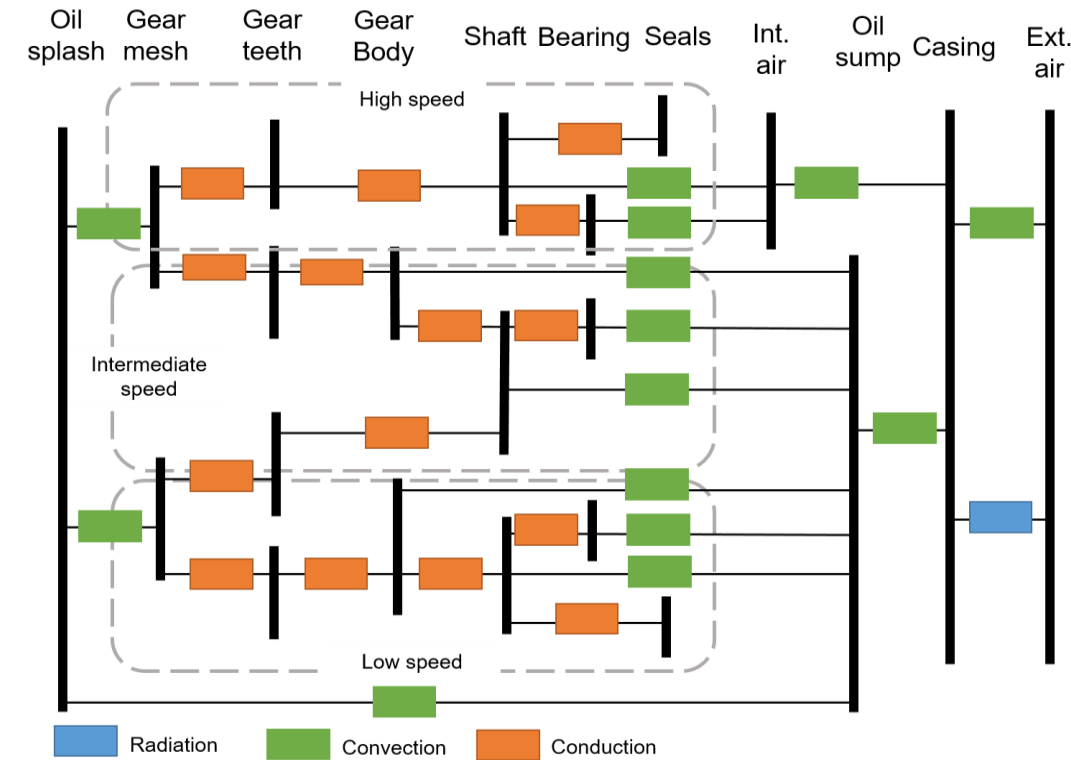 Oil
splash
Gear
mesh
Gear
teeth
Gear
Body
Shaft
Bearing
Seals
Int.
air
Oil
sump
Casing
Ext.
air
High speed
Intermediate
speed
Low speed
Radiation
Convection
Conduction